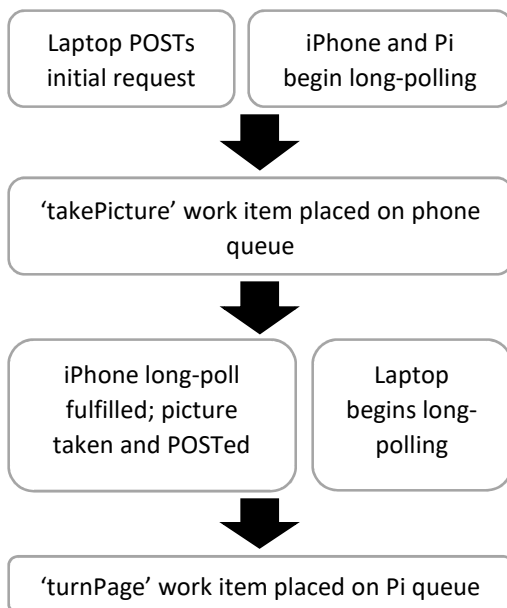 Laptop POSTs
initial request
iPhone and Pi
begin long-polling
‘takePicture’ work item placed on phone
queue
iPhone long-poll
fulfilled; picture
taken and POSTed
Laptop
begins long-
polling
‘turnPage’ work item placed on Pi queue